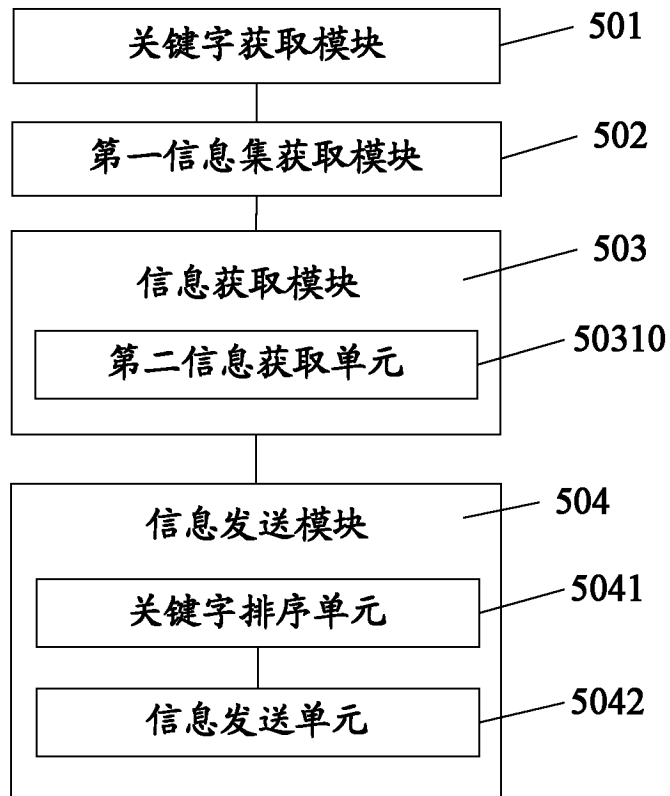 关键字获取模块 501
第一信息集获取模块 502
信息获取模块 503
第二信息获取单元 50310
信息发送模块 504
关键字排序单元 5041
信息发送单元 5042